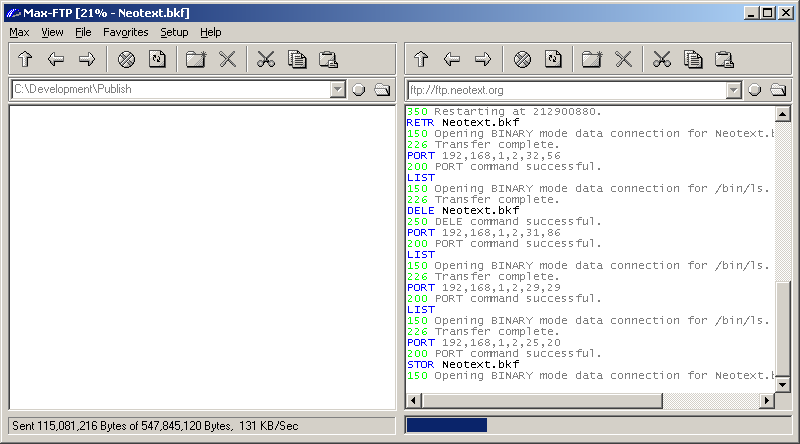 Max-FTP [21% - Neotext.bkf]
Max View File Favorites Setup Help
C:\Development\Publish
ftp://ftp.neotext.org
350 Restarting at 212900880.
RETR Neotext.bkf
150 Opening BINARY mode data connection for Neotext.b
226 Transfer complete.
PORT 192,168,1,2,32,56
200 PORT command successful.
LIST
150 Opening BINARY mode data connection for /bin/ls.
226 Transfer complete.
DELE Neotext.bkf
250 DELE command successful.
PORT 192,168,1,2,31,86
200 PORT command successful.
LIST
150 Opening BINARY mode data connection for /bin/ls.
226 Transfer complete.
PORT 192,168,1,2,29,29
200 PORT command successful.
LIST
150 Opening BINARY mode data connection for /bin/ls.
226 Transfer complete.
PORT 192,168,1,2,25,20
200 PORT command successful.
STOR Neotext.bkf
150 Opening BINARY mode data connection for Neotext.b
Sent 115,081,216 Bytes of 547,845,120 Bytes, 131 KB/Sec